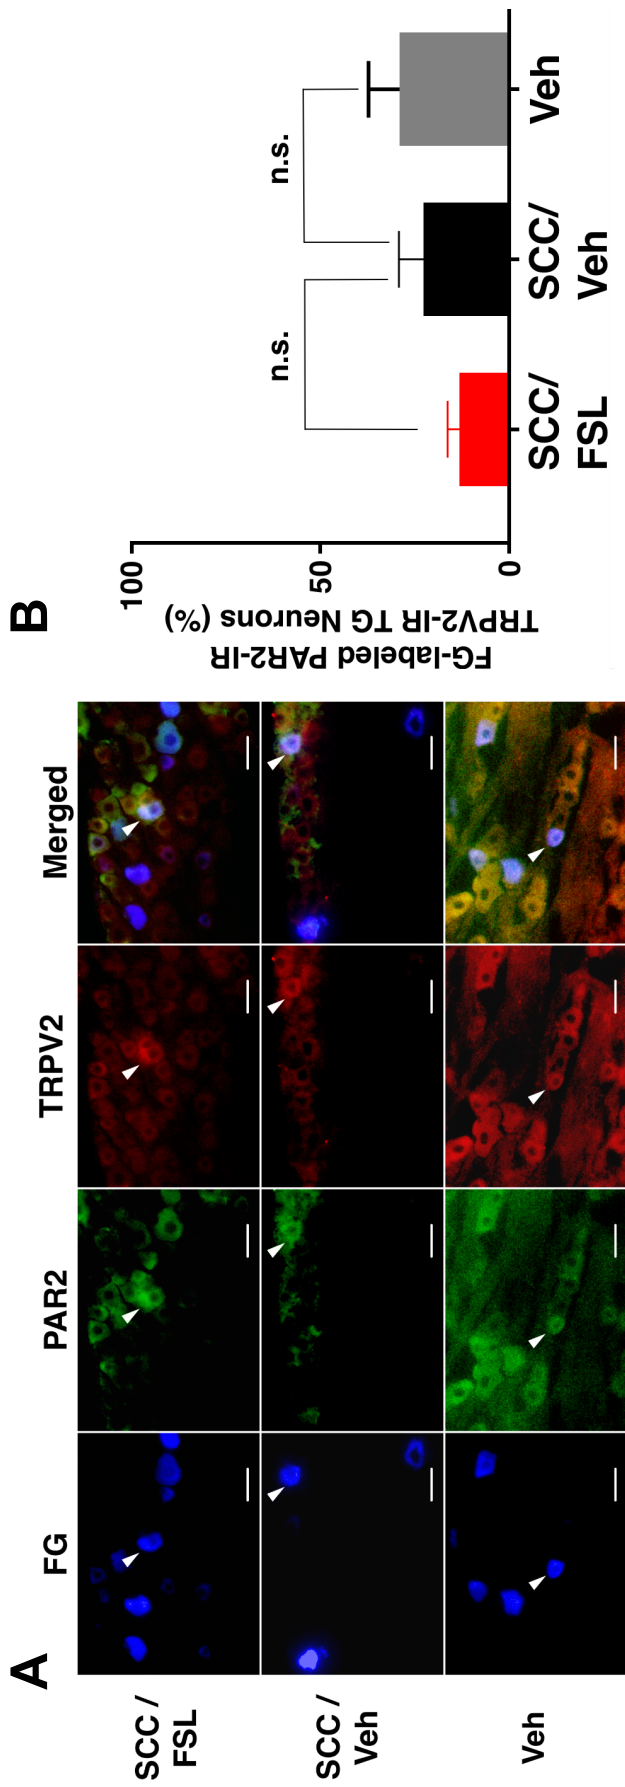 A
FG
PAR2
TRPV2
Merged
SCC /
FSL
SCC /
Veh
Veh
B
FG-labeled PAR2-IR
TRPV2-IR TG Neurons (%)
100
50
0
n.s.
n.s.
SCC/
FSL
SCC/
Veh
Veh